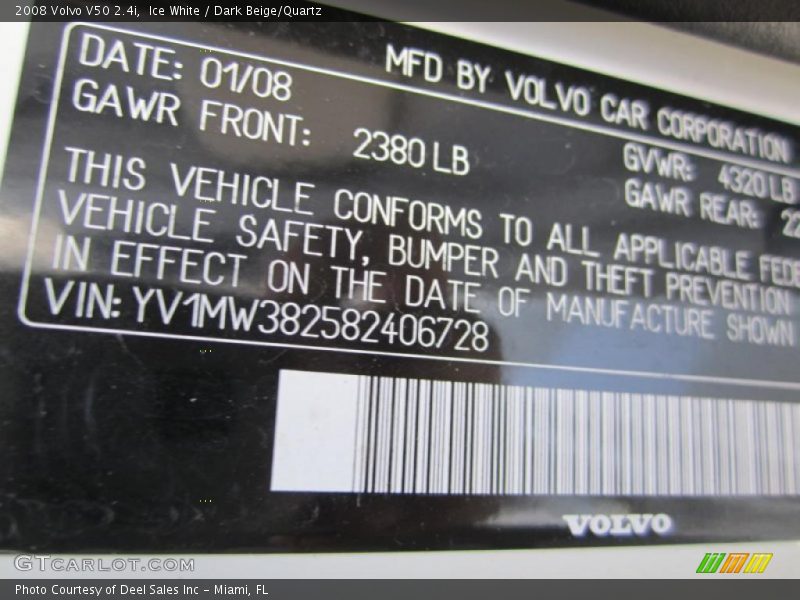 2008 Volvo V50 2.4i, Ice White / Dark Beige/Quartz
DATE: 01/08 MFD BY VOLVO CAR CORPORATION
GAWR FRONT: 2380 LB GVWR: 4320 LB
GAWR REAR:
THIS VEHICLE CONFORMS TO ALL APPLICABLE
VEHICLE SAFETY, BUMPER AND THEFT PREVENTION
IN EFFECT ON THE DATE OF MANUFACTURE SHOWN
VIN: YV1MW382582406728
VOLVO
GTCARLOT.COM
Photo Courtesy of Deel Sales Inc - Miami, FL